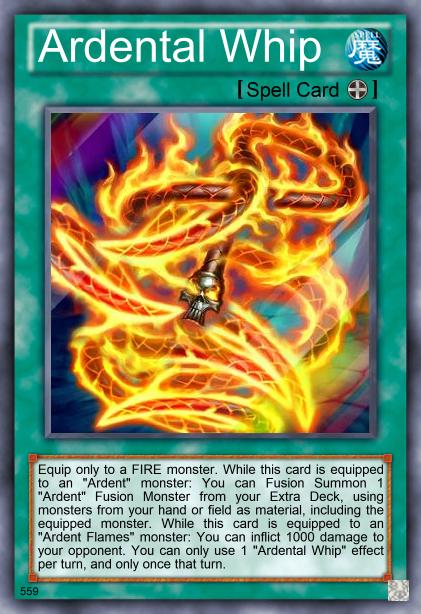 Ardental Whip
SPELL
魔
[ Spell Card ]
Equip only to a FIRE monster. While this card is equipped
to an "Ardent" monster: You can Fusion Summon 1
"Ardent" Fusion Monster from your Extra Deck, using
monsters from your hand or field as material, including the
equipped monster. While this card is equipped to an
"Ardent Flames" monster: You can inflict 1000 damage to
your opponent. You can only use 1 "Ardental Whip" effect
per turn, and only once that turn.
559